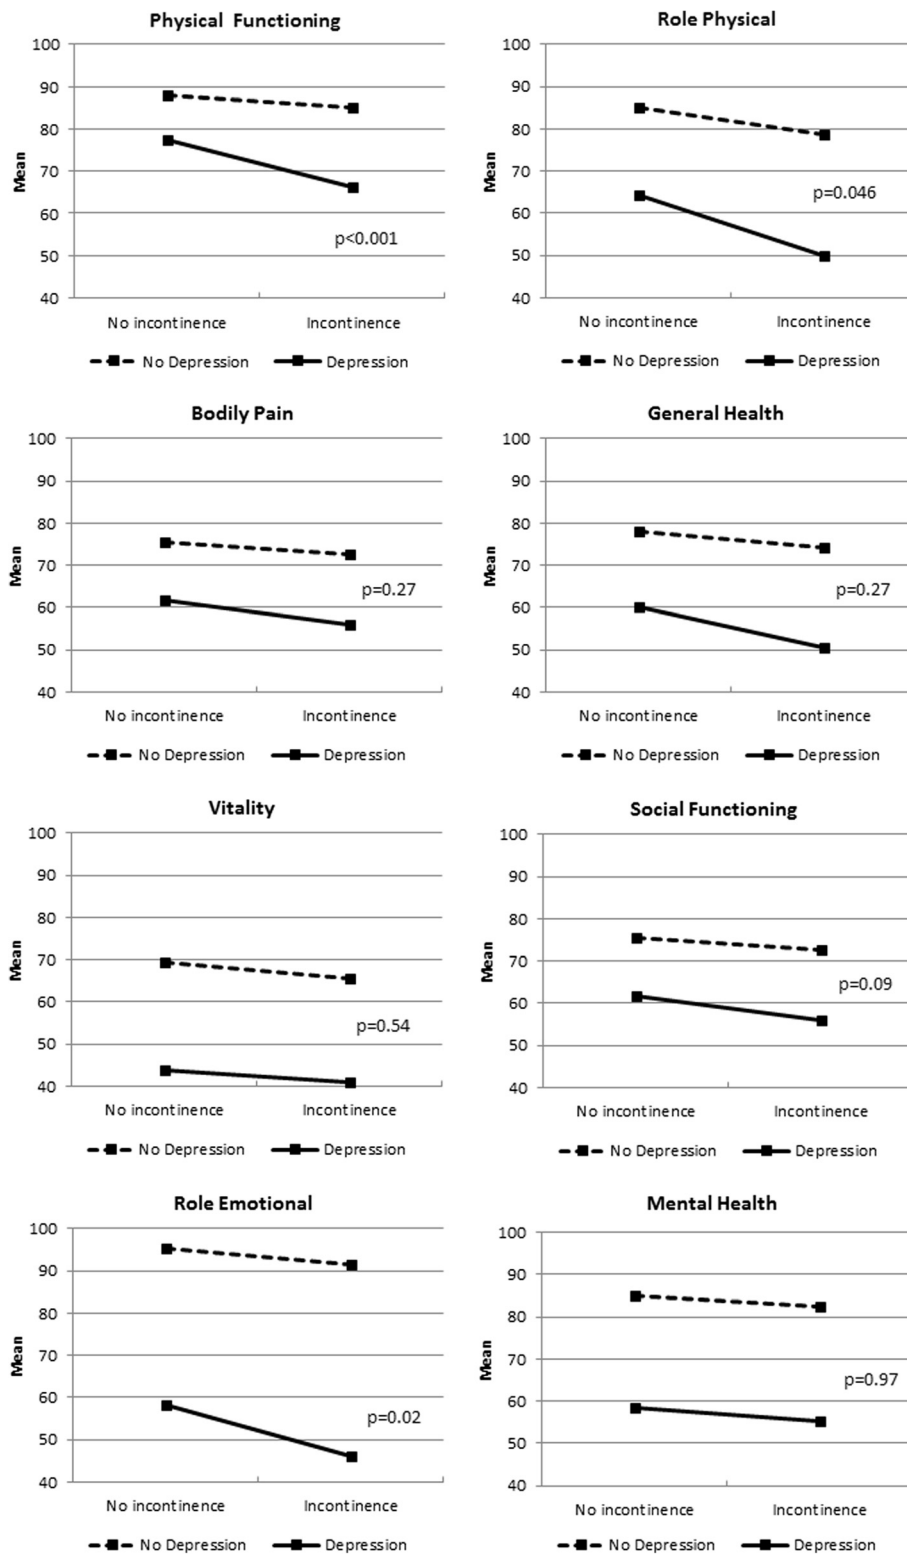 Physical Functioning
100
90
80
70
60
50
40
Mean
p<0.001
No incontinence
Incontinence
No Depression
Depression
Role Physical
100
90
80
70
60
50
40
Mean
p=0.046
No incontinence
Incontinence
No Depression
Depression
Bodily Pain
100
90
80
70
60
50
40
Mean
p=0.27
No incontinence
Incontinence
No Depression
Depression
General Health
100
90
80
70
60
50
40
Mean
p=0.27
No incontinence
Incontinence
No Depression
Depression
Vitality
100
90
80
70
60
50
40
Mean
p=0.54
No incontinence
Incontinence
No Depression
Depression
Social Functioning
100
90
80
70
60
50
40
Mean
p=0.09
No incontinence
Incontinence
No Depression
Depression
Role Emotional
100
90
80
70
60
50
40
Mean
p=0.02
No incontinence
Incontinence
No Depression
Depression
Mental Health
100
90
80
70
60
50
40
Mean
p=0.97
No incontinence
Incontinence
No Depression
Depression